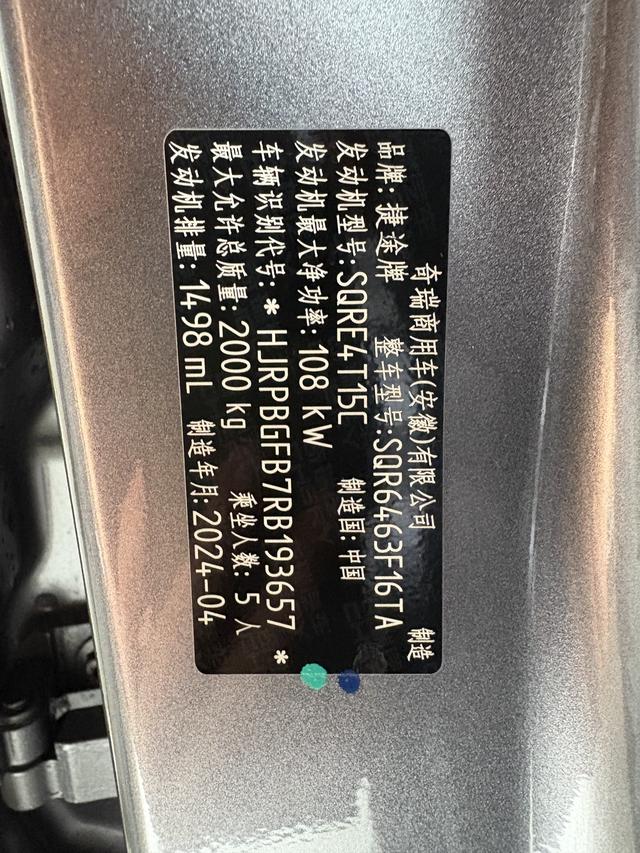 奇瑞商用车(安徽)有限公司 制造
品牌: 捷途牌 整车型号:SQR6463F16TA
发动机型号:SQRE4T15C 制造国: 中国
发动机最大净功率: 108 kW
车辆识别代号: * HJRPBGFB7RB193657 *
最大允许总质量: 2000 kg 乘坐人数: 5 人
发动机排量: 1498 mL 制造年月: 2024-04